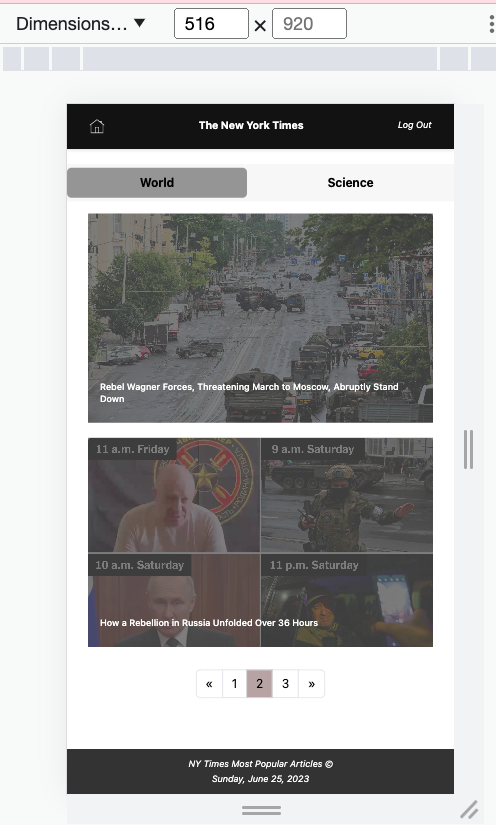 Dimensions... ▼ 516 × 920
The New York Times Log Out
World Science
Rebel Wagner Forces, Threatening March to Moscow, Abruptly Stand
Down
11 a.m. Friday 9 a.m. Saturday
10 a.m. Saturday 11 p.m. Saturday
How a Rebellion in Russia Unfolded Over 36 Hours
« 1 2 3 »
NY Times Most Popular Articles ©
Sunday, June 25, 2023